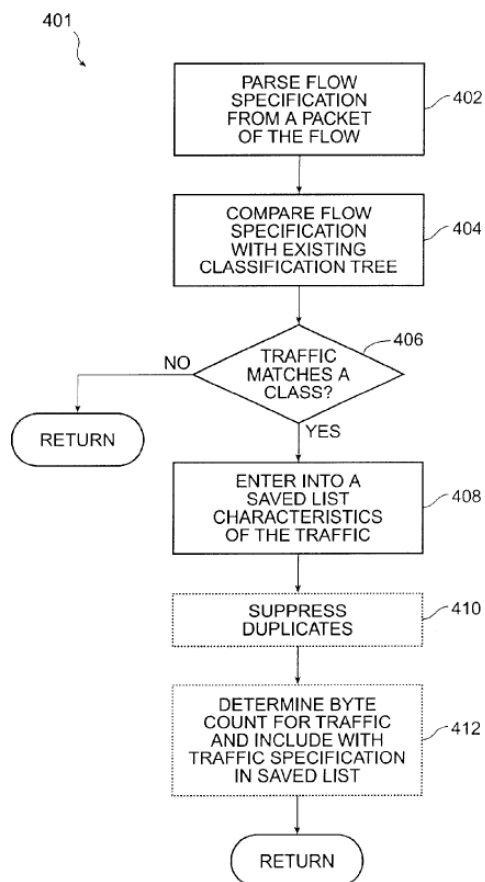 401
PARSE FLOW
SPECIFICATION
FROM A PACKET
OF THE FLOW
402
COMPARE FLOW
SPECIFICATION
WITH EXISTING
CLASSIFICATION TREE
404
TRAFFIC
MATCHES A
CLASS?
406
NO
RETURN
YES
ENTER INTO A
SAVED LIST
CHARACTERISTICS
OF THE TRAFFIC
408
SUPPRESS
DUPLICATES
410
DETERMINE BYTE
COUNT FOR TRAFFIC
AND INCLUDE WITH
TRAFFIC SPECIFICATION
IN SAVED LIST
412
RETURN